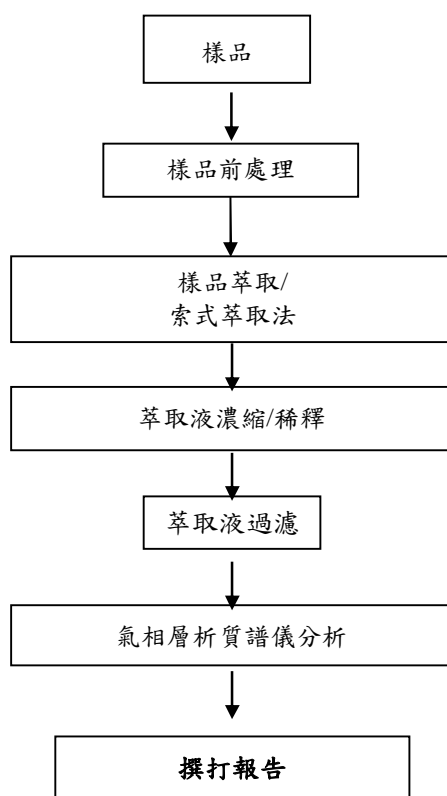 樣品
樣品前處理
樣品萃取/
索式萃取法
萃取液濃縮/稀釋
萃取液過濾
氣相層析質譜儀分析
撰打報告